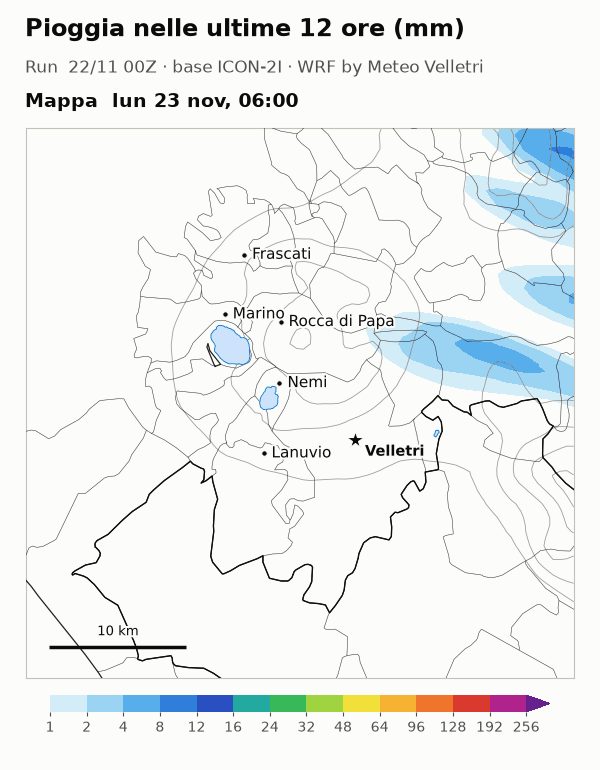 Pioggia nelle ultime 12 ore (mm)
Run  22/11 00Z · base ICON-2I · WRF by Meteo Velletri
Mappa  lun 23 nov, 06:00
Frascati
Marino
Rocca di Papa
Nemi
Velletri
Lanuvio
10 km
1 2 4 8 12 16 24 32 48 64 96 128 192 256